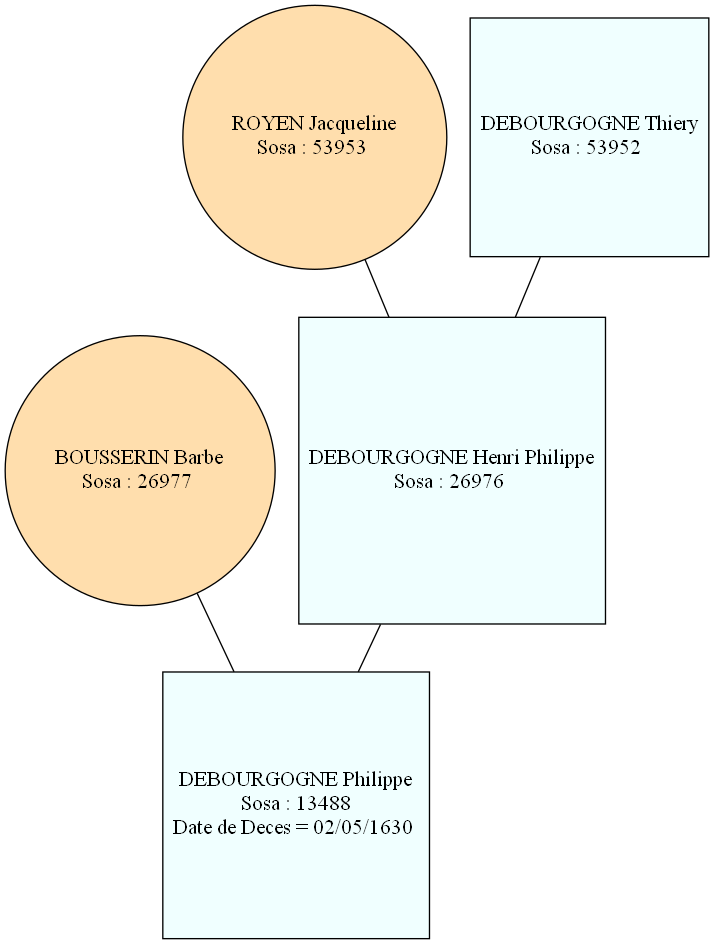 ROYEN Jacqueline
Sosa : 53953
DEBOURGOGNE Thiery
Sosa : 53952
BOUSSERIN Barbe
Sosa : 26977
DEBOURGOGNE Henri Philippe
Sosa : 26976
DEBOURGOGNE Philippe
Sosa : 13488
Date de Deces = 02/05/1630